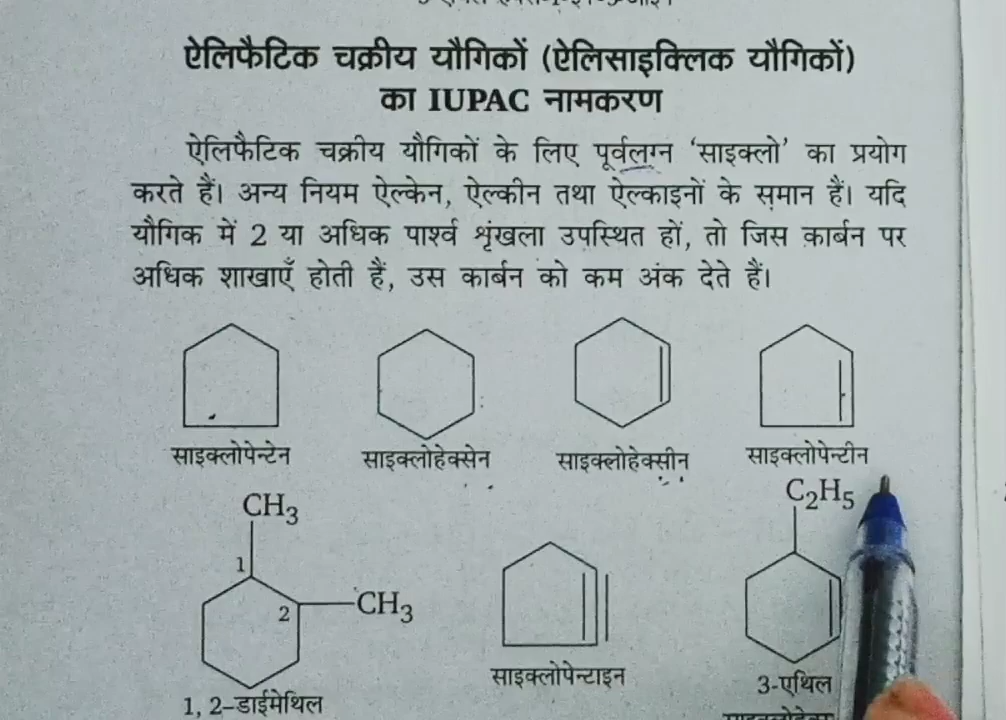 ऐलिफैटिक चक्रीय यौगिकों (ऐलिसाइक्लिक यौगिकों)
का IUPAC नामकरण
ऐलिफैटिक चक्रीय यौगिकों के लिए पूर्वलग्न ‘साइक्लो’ का प्रयोग
करते हैं। अन्य नियम ऐल्केन, ऐल्कीन तथा ऐल्काइनों के समान हैं। यदि
यौगिक में 2 या अधिक पार्श्व शृंखला उपस्थित हों, तो जिस कार्बन पर
अधिक शाखाएँ होती हैं, उस कार्बन को कम अंक देते हैं।
साइक्लोपेन्टेन साइक्लोहेक्सेन साइक्लोहेक्सीन साइक्लोपेन्टीन
CH₃ C₂H₅
1
2 CH₃
साइक्लोपेन्टाइन
3-एथिल
1, 2-डाईमेथिल